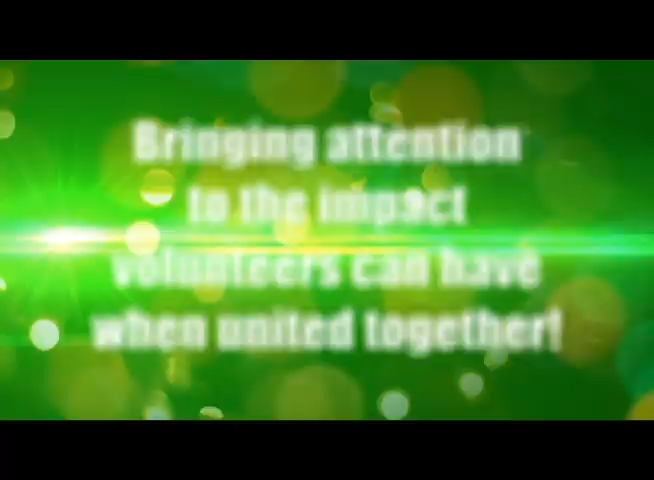 Bringing attention
to the impact
volunteers can have
when united together!